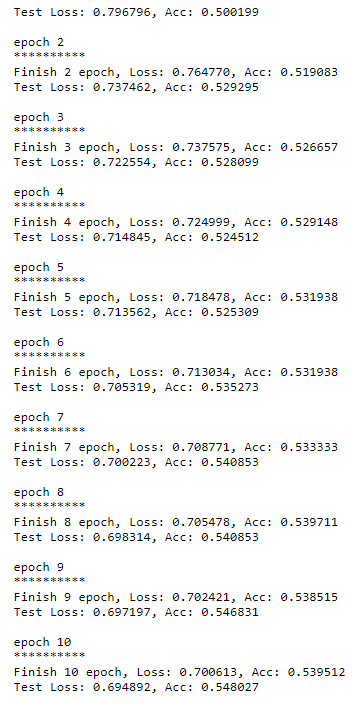 Test Loss: 0.796796, Acc: 0.500199
epoch 2
**********
Finish 2 epoch, Loss: 0.764770, Acc: 0.519083
Test Loss: 0.737462, Acc: 0.529295
epoch 3
**********
Finish 3 epoch, Loss: 0.737575, Acc: 0.526657
Test Loss: 0.722554, Acc: 0.528099
epoch 4
**********
Finish 4 epoch, Loss: 0.724999, Acc: 0.529148
Test Loss: 0.714845, Acc: 0.524512
epoch 5
**********
Finish 5 epoch, Loss: 0.718478, Acc: 0.531938
Test Loss: 0.713562, Acc: 0.525309
epoch 6
**********
Finish 6 epoch, Loss: 0.713034, Acc: 0.531938
Test Loss: 0.705319, Acc: 0.535273
epoch 7
**********
Finish 7 epoch, Loss: 0.708771, Acc: 0.533333
Test Loss: 0.700223, Acc: 0.540853
epoch 8
**********
Finish 8 epoch, Loss: 0.705478, Acc: 0.539711
Test Loss: 0.698314, Acc: 0.540853
epoch 9
**********
Finish 9 epoch, Loss: 0.702421, Acc: 0.538515
Test Loss: 0.697197, Acc: 0.546831
epoch 10
**********
Finish 10 epoch, Loss: 0.700613, Acc: 0.539512
Test Loss: 0.694892, Acc: 0.548027